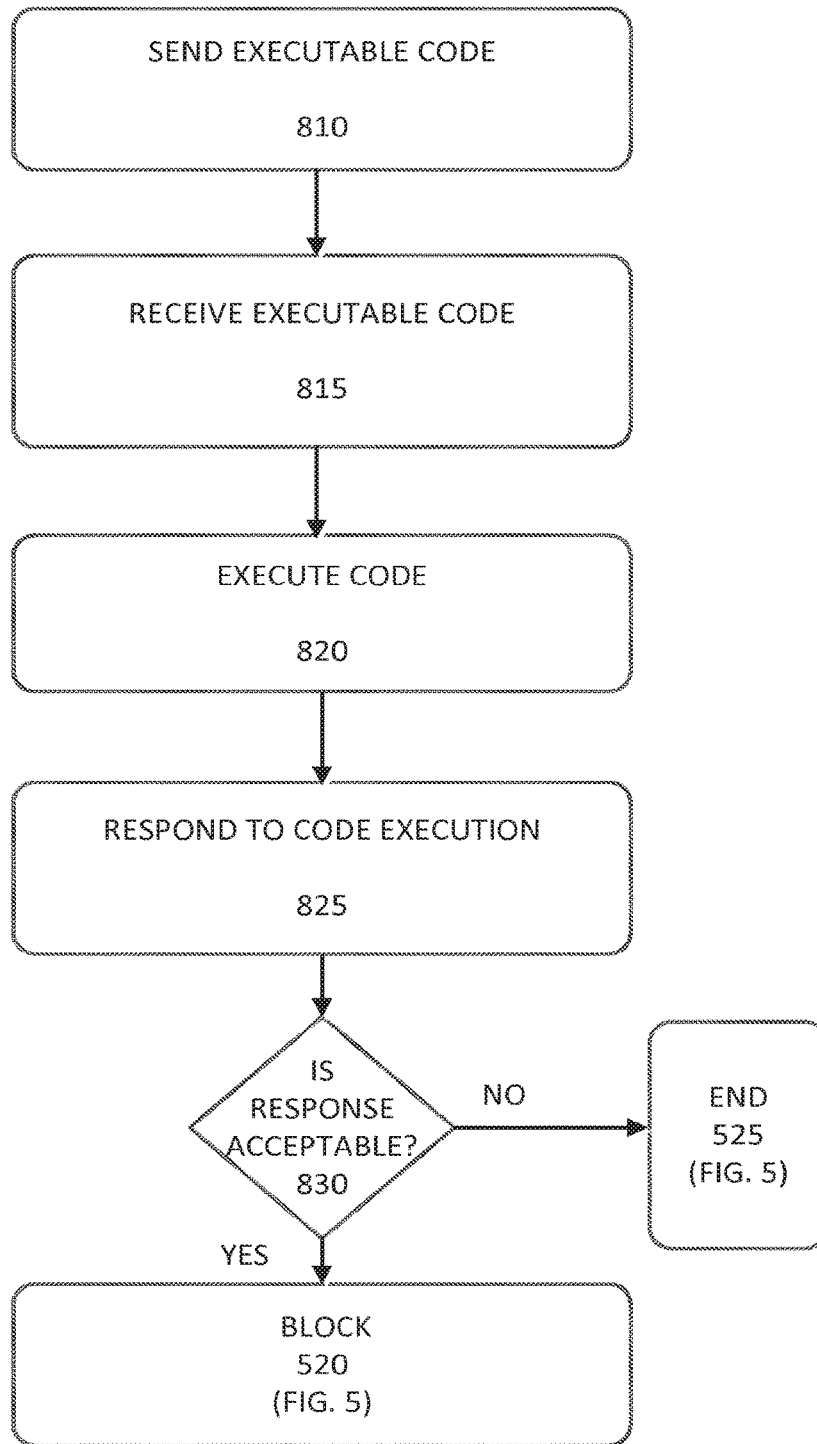 SEND EXECUTABLE CODE
810
RECEIVE EXECUTABLE CODE
815
EXECUTE CODE
820
RESPOND TO CODE EXECUTION
825
IS
RESPONSE
ACCEPTABLE?
830
NO
END
525
(FIG. 5)
YES
BLOCK
520
(FIG. 5)